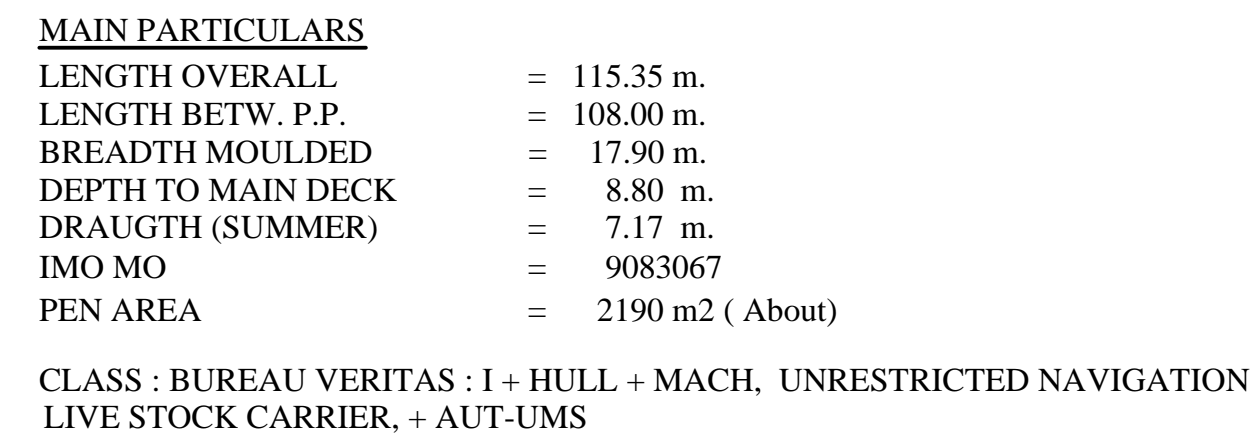 MAIN PARTICULARS
LENGTH OVERALL = 115.35 m.
LENGTH BETW. P.P. = 108.00 m.
BREADTH MOULDED = 17.90 m.
DEPTH TO MAIN DECK = 8.80 m.
DRAUGTH (SUMMER) = 7.17 m.
IMO MO = 9083067
PEN AREA = 2190 m2 ( About)
CLASS : BUREAU VERITAS : I + HULL + MACH, UNRESTRICTED NAVIGATION
LIVE STOCK CARRIER, + AUT-UMS